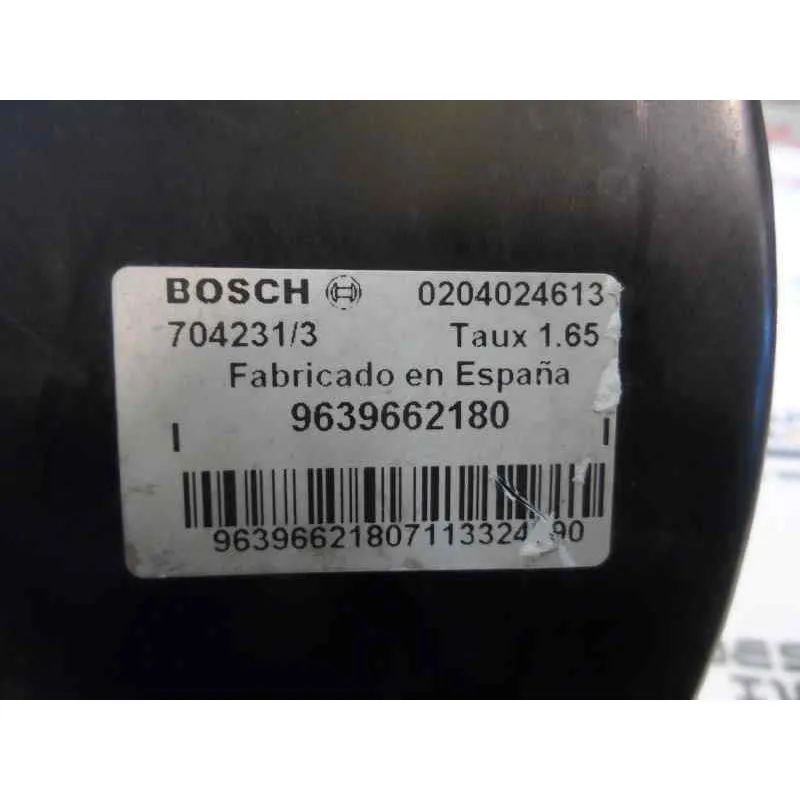 BOSCH 0204024613
704231/3 Taux 1.65
Fabricado en España
9639662180